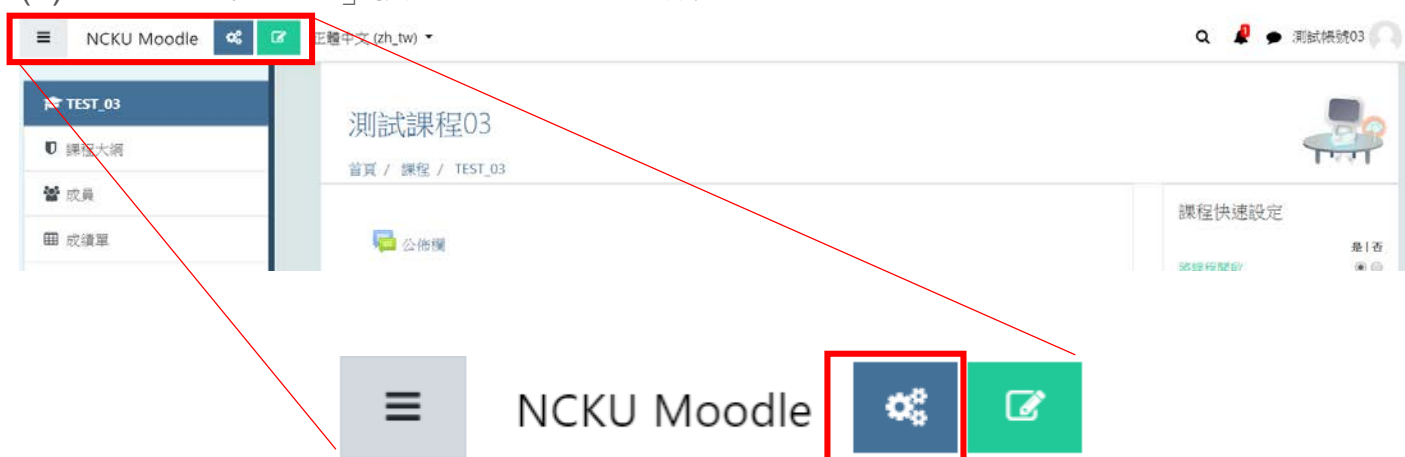 NCKU Moodle 正體中文 (zh_tw) 測試帳號03
TEST_03
課程大綱
成員
成績單
測試課程03
首頁 / 課程 / TEST_03
公佈欄
課程快速設定
是 | 否
NCKU Moodle